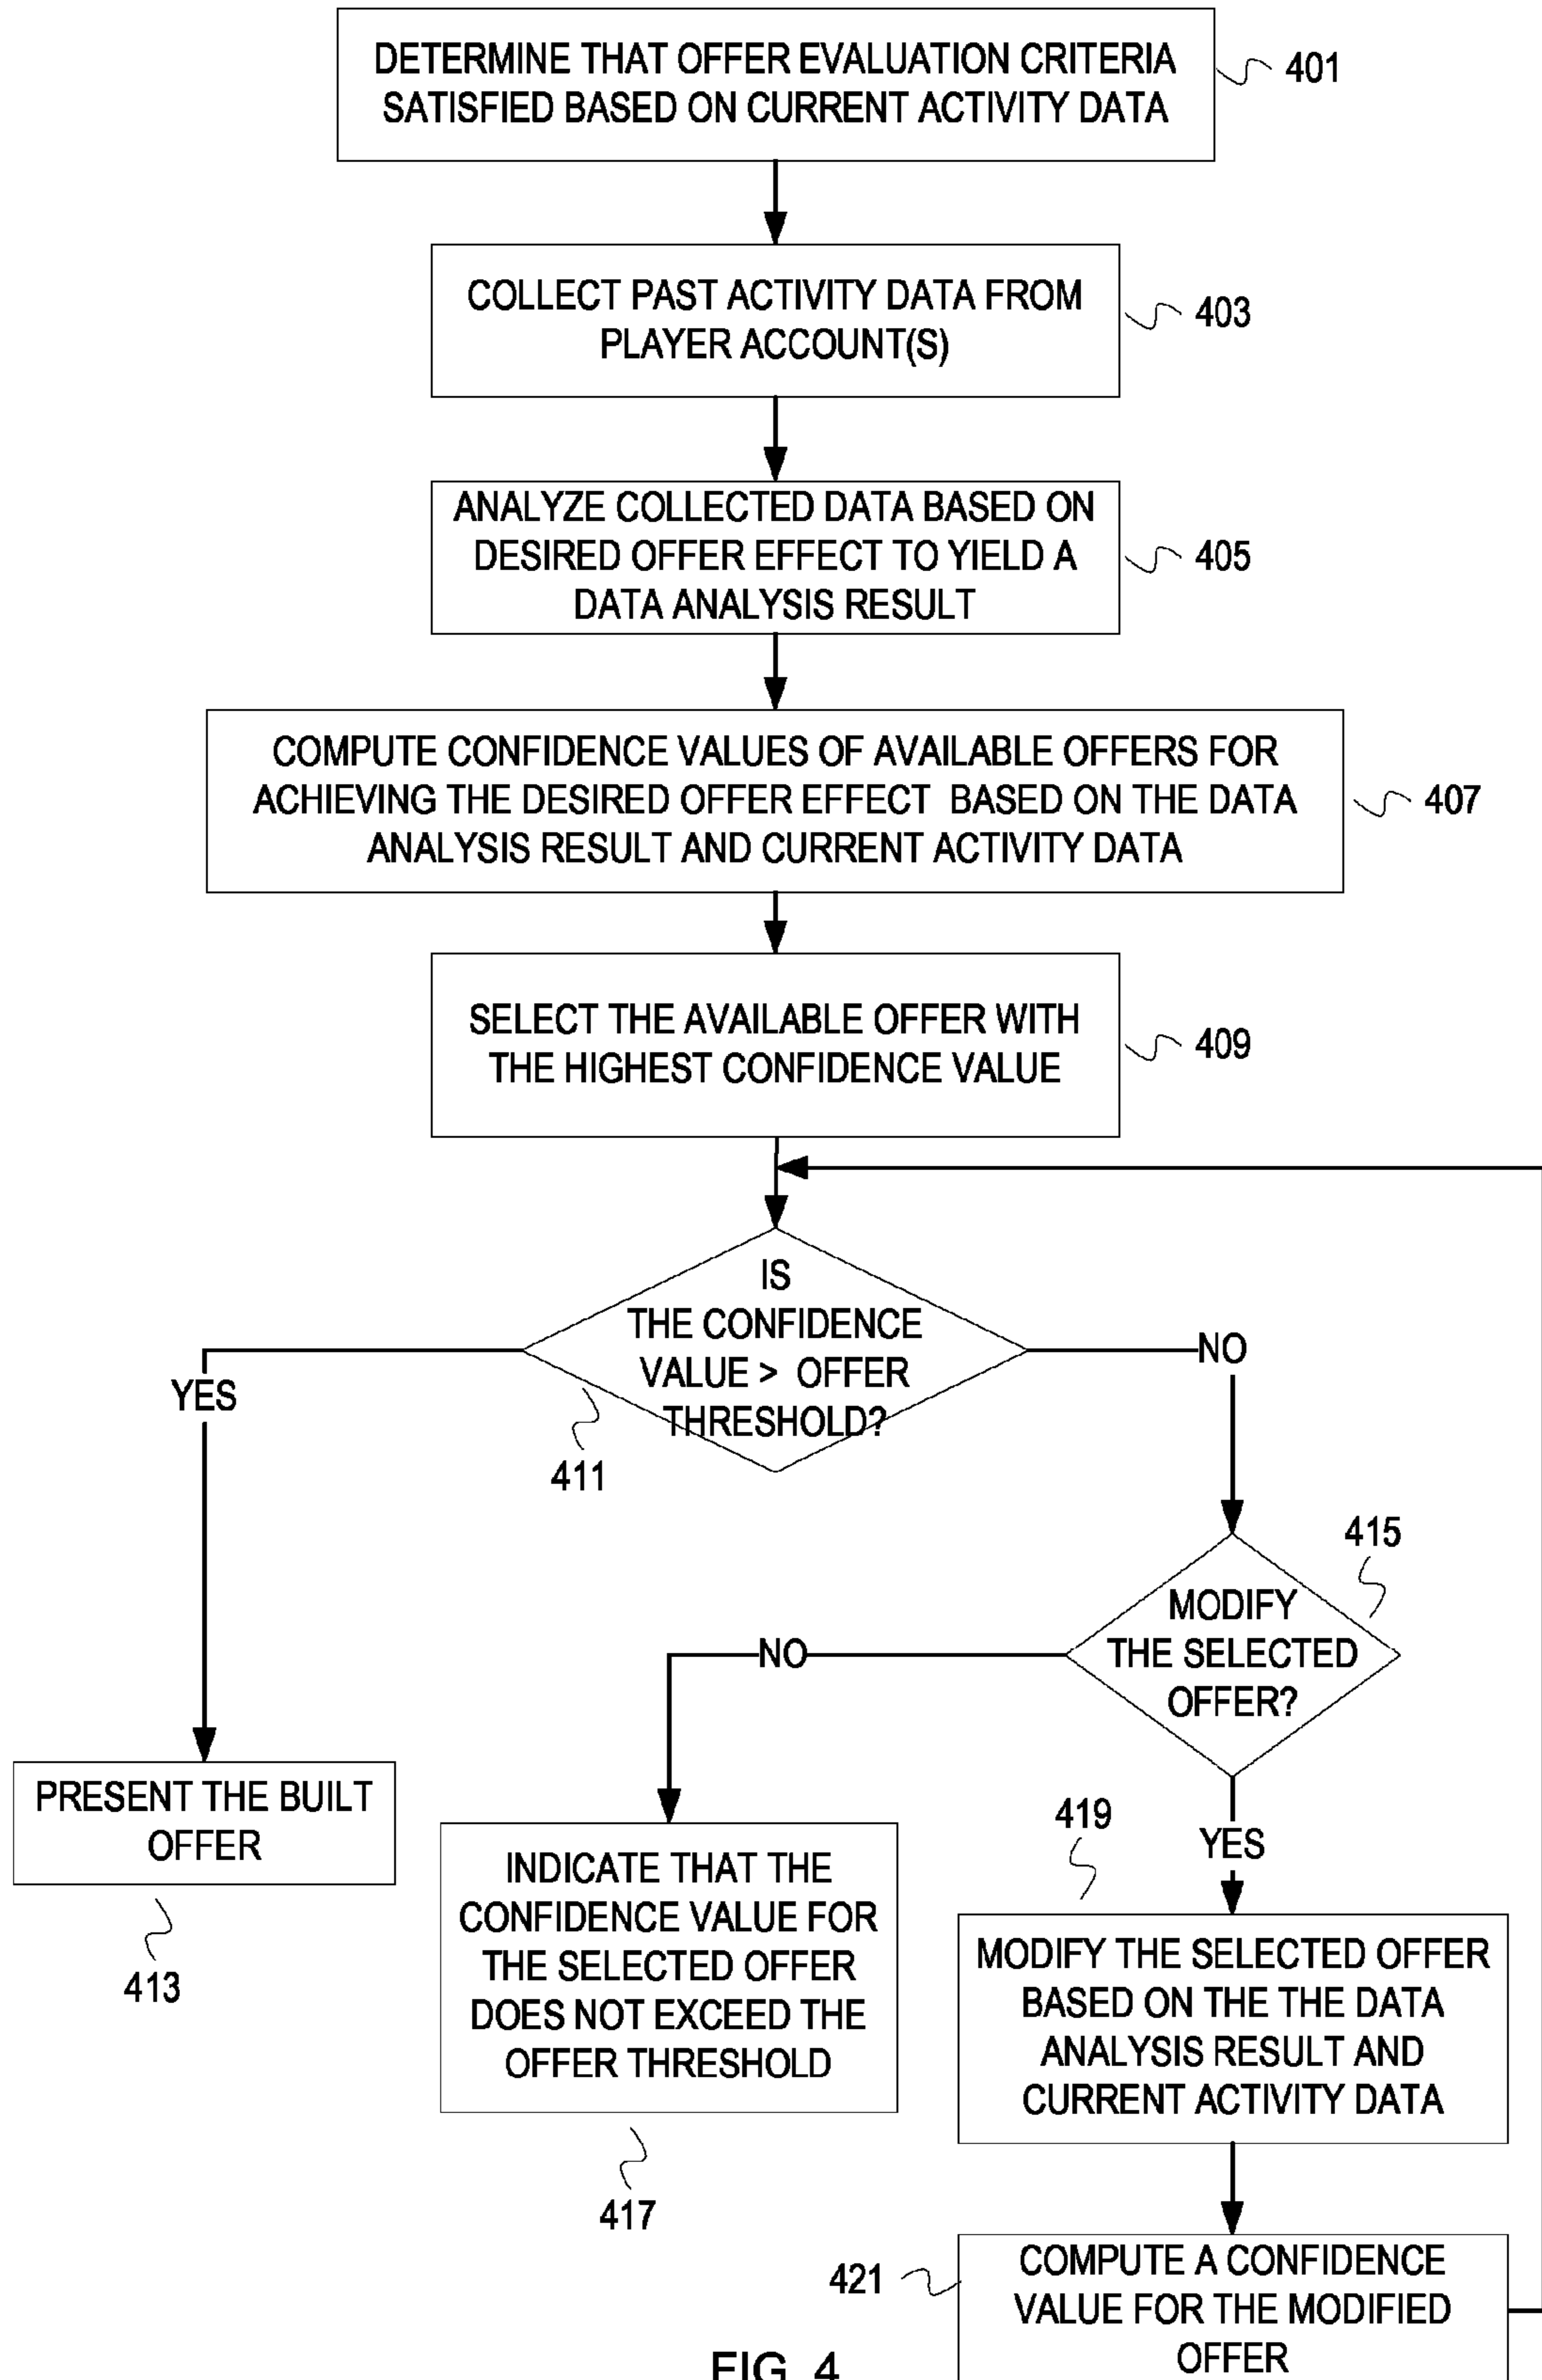 DETERMINE THAT OFFER EVALUATION CRITERIA
SATISFIED BASED ON CURRENT ACTIVITY DATA
401
COLLECT PAST ACTIVITY DATA FROM
PLAYER ACCOUNT(S)
403
ANALYZE COLLECTED DATA BASED ON
DESIRED OFFER EFFECT TO YIELD A
DATA ANALYSIS RESULT
405
COMPUTE CONFIDENCE VALUES OF AVAILABLE OFFERS FOR
ACHIEVING THE DESIRED OFFER EFFECT BASED ON THE DATA
ANALYSIS RESULT AND CURRENT ACTIVITY DATA
407
SELECT THE AVAILABLE OFFER WITH
THE HIGHEST CONFIDENCE VALUE
409
IS
THE CONFIDENCE
VALUE > OFFER
THRESHOLD?
411
YES
NO
415
MODIFY
THE SELECTED
OFFER?
NO
YES
PRESENT THE BUILT
OFFER
413
INDICATE THAT THE
CONFIDENCE VALUE FOR
THE SELECTED OFFER
DOES NOT EXCEED THE
OFFER THRESHOLD
417
419
MODIFY THE SELECTED OFFER
BASED ON THE THE DATA
ANALYSIS RESULT AND
CURRENT ACTIVITY DATA
421
COMPUTE A CONFIDENCE
VALUE FOR THE MODIFIED
OFFER
FIG. 4